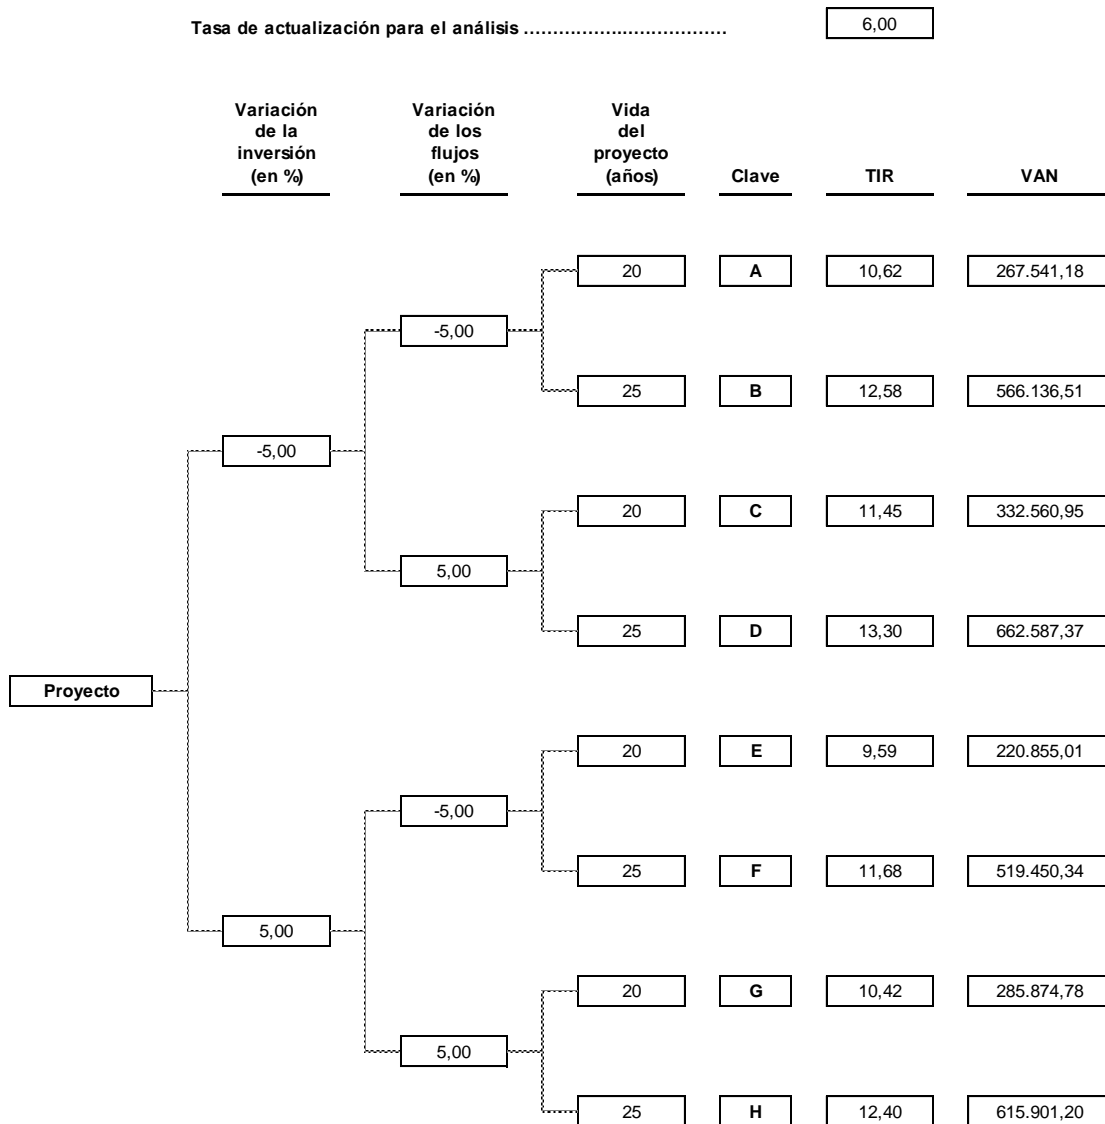 Tasa de actualización para el análisis ...................................
6,00
Variación
de la
inversión
(en %)
Variación
de los
flujos
(en %)
Vida
del
proyecto
(años)
Clave
TIR
VAN
20
A
10,62
267.541,18
-5,00
25
B
12,58
566.136,51
-5,00
20
C
11,45
332.560,95
5,00
25
D
13,30
662.587,37
Proyecto
20
E
9,59
220.855,01
-5,00
25
F
11,68
519.450,34
5,00
20
G
10,42
285.874,78
5,00
25
H
12,40
615.901,20